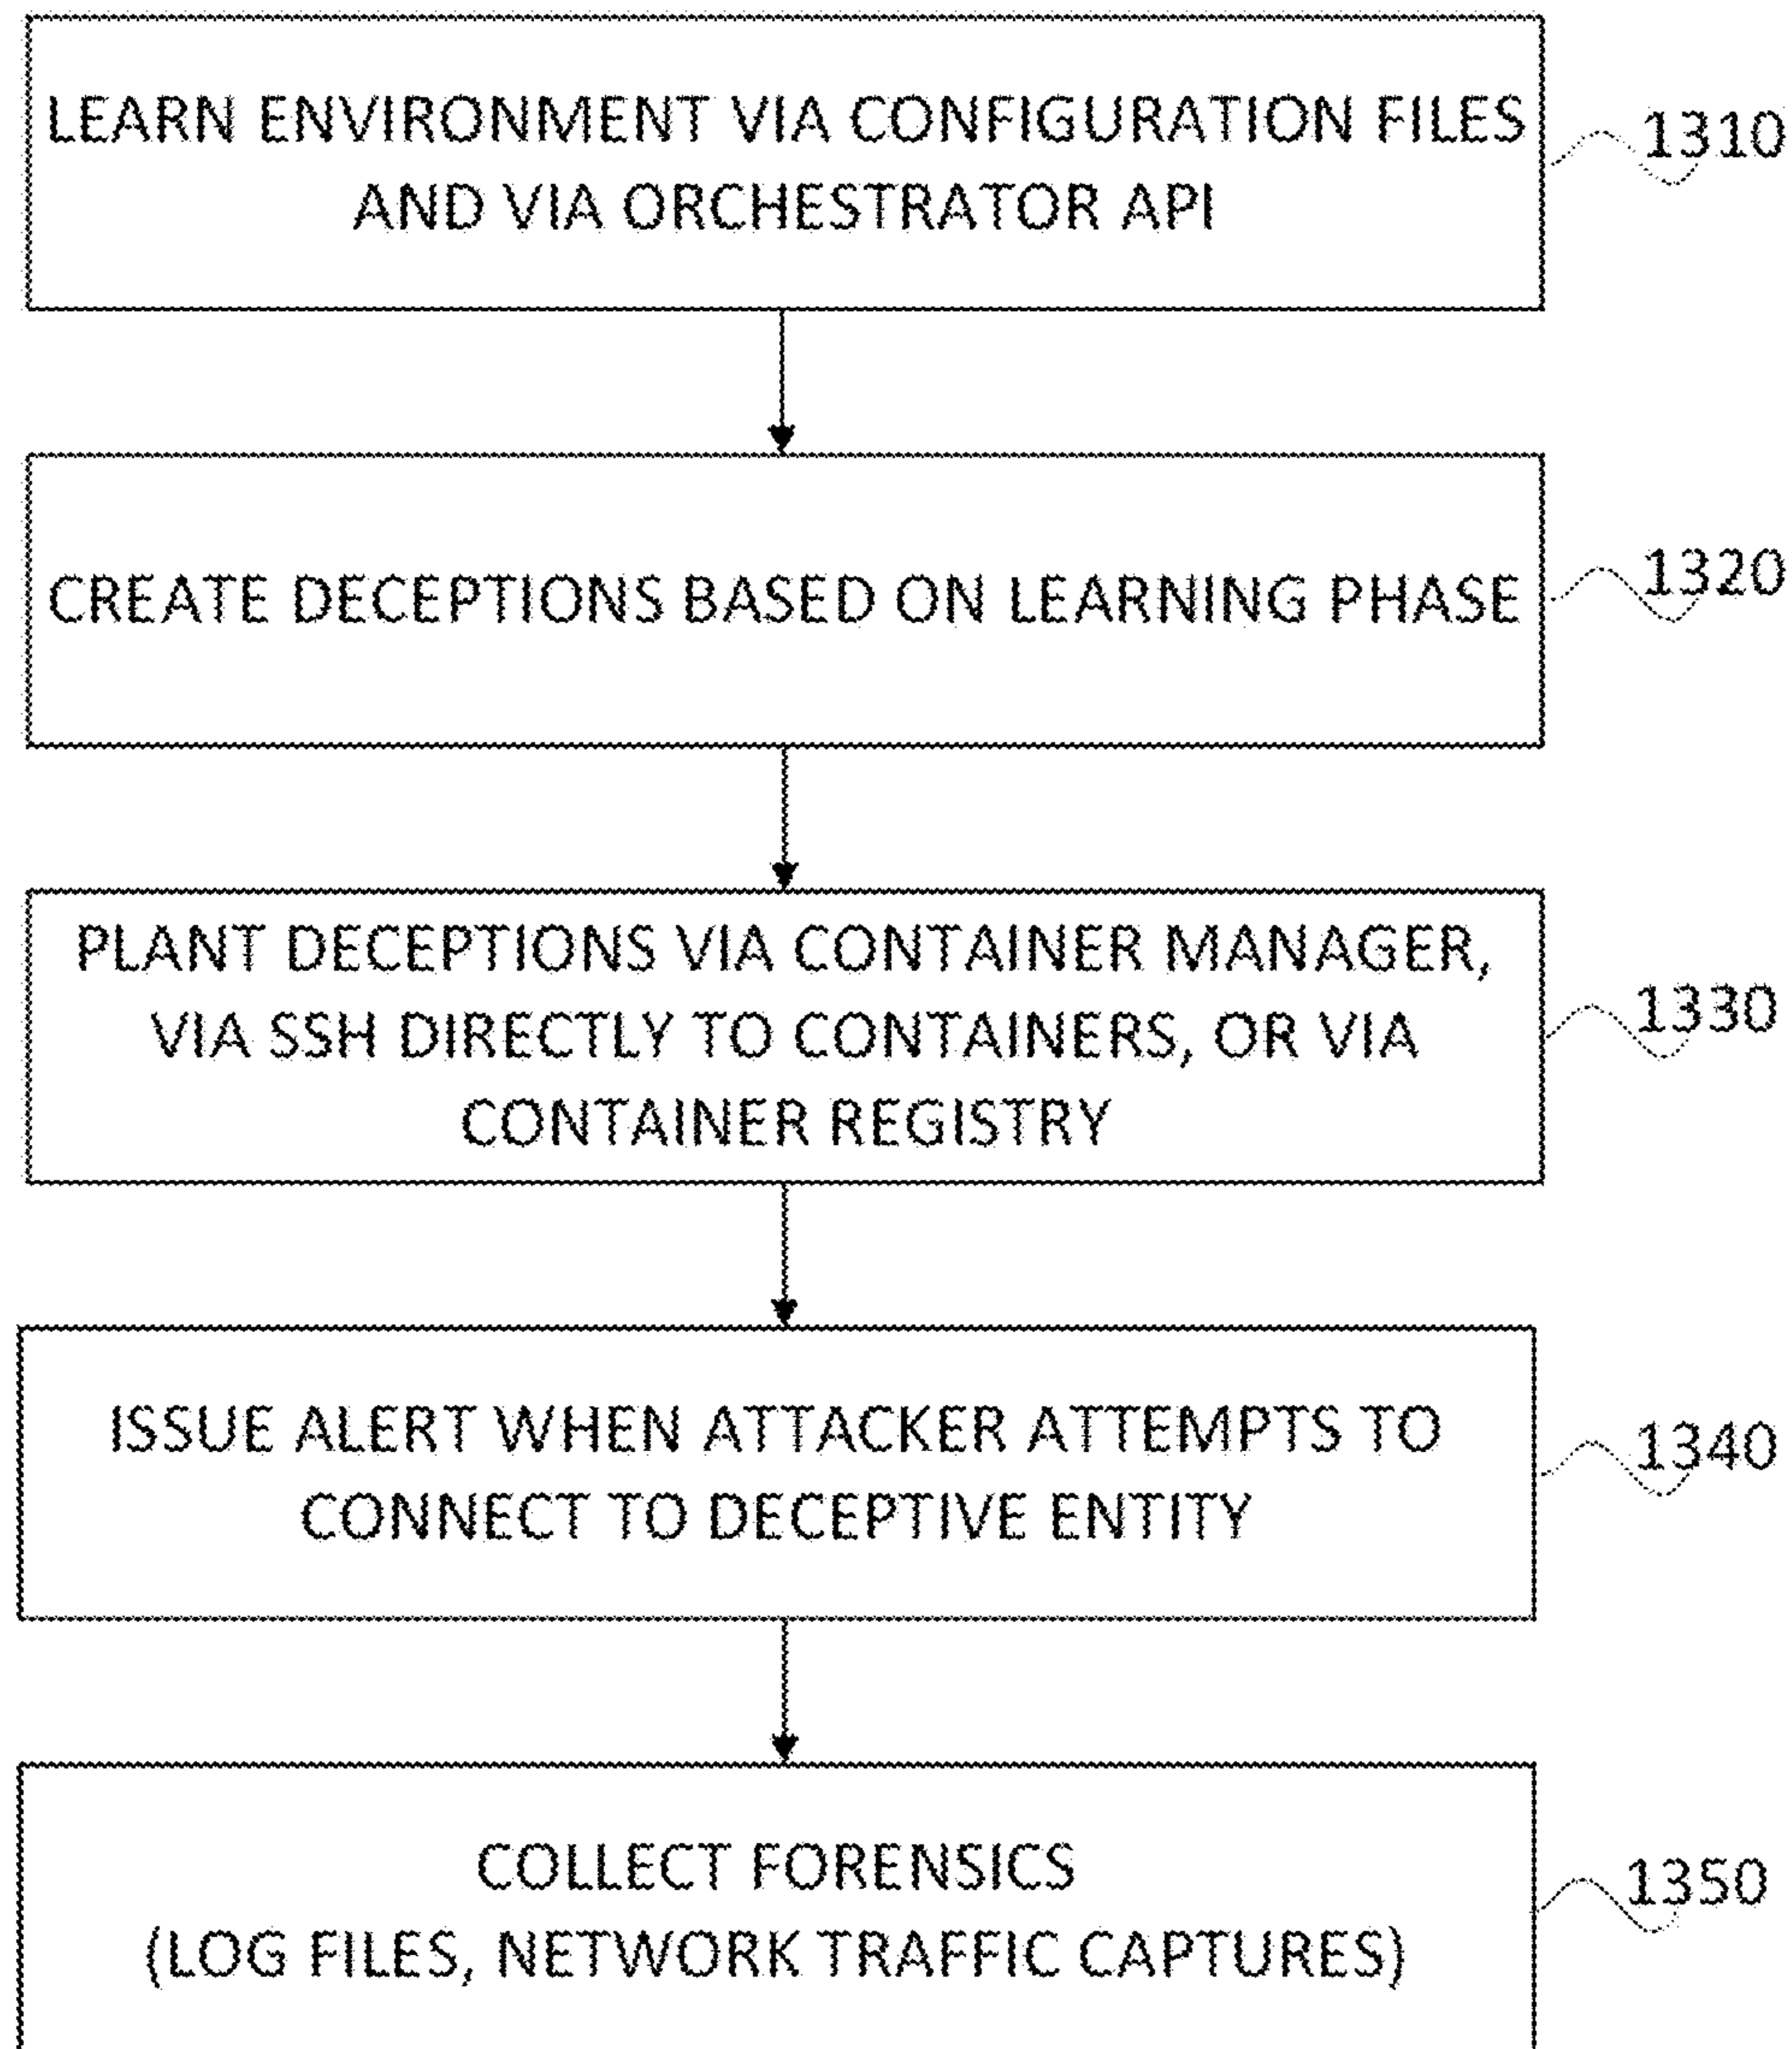 LEARN ENVIRONMENT VIA CONFIGURATION FILES
AND VIA ORCHESTRATOR API
1310
CREATE DECEPTIONS BASED ON LEARNING PHASE
1320
PLANT DECEPTIONS VIA CONTAINER MANAGER,
VIA SSH DIRECTLY TO CONTAINERS, OR VIA
CONTAINER REGISTRY
1330
ISSUE ALERT WHEN ATTACKER ATTEMPTS TO
CONNECT TO DECEPTIVE ENTITY
1340
COLLECT FORENSICS
(LOG FILES, NETWORK TRAFFIC CAPTURES)
1350